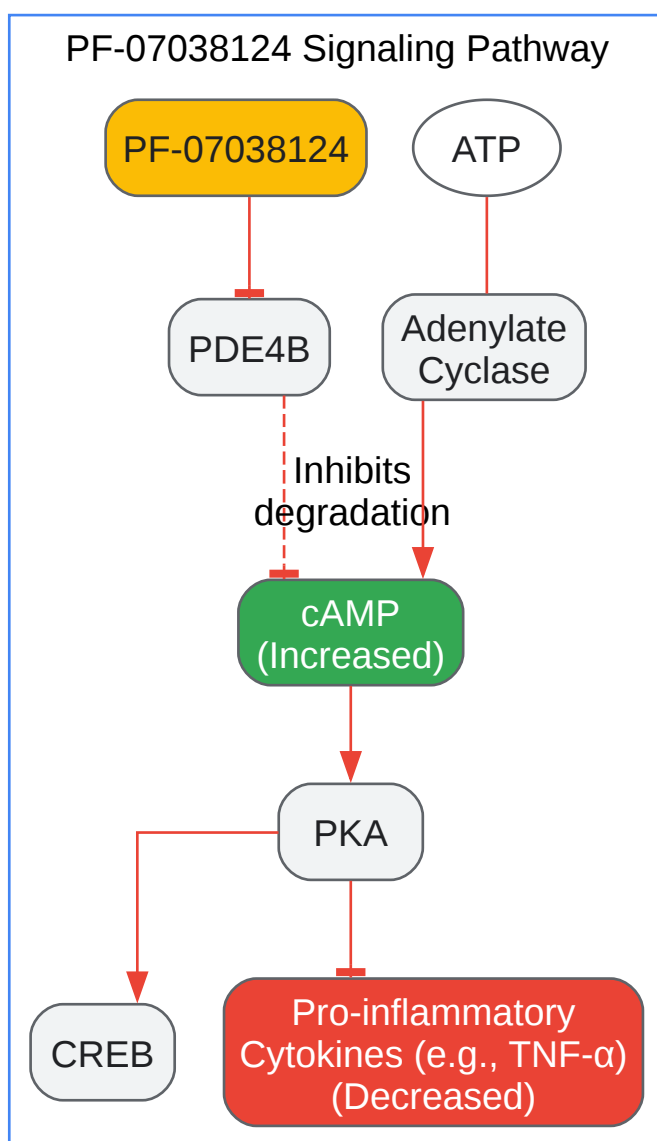 PF-07038124 Signaling Pathway
PF-07038124
ATP
PDE4B
Adenylate
Cyclase
Inhibits
degradation
cAMP
(Increased)
PKA
CREB
Pro-inflammatory
Cytokines (e.g., TNF-α)
(Decreased)